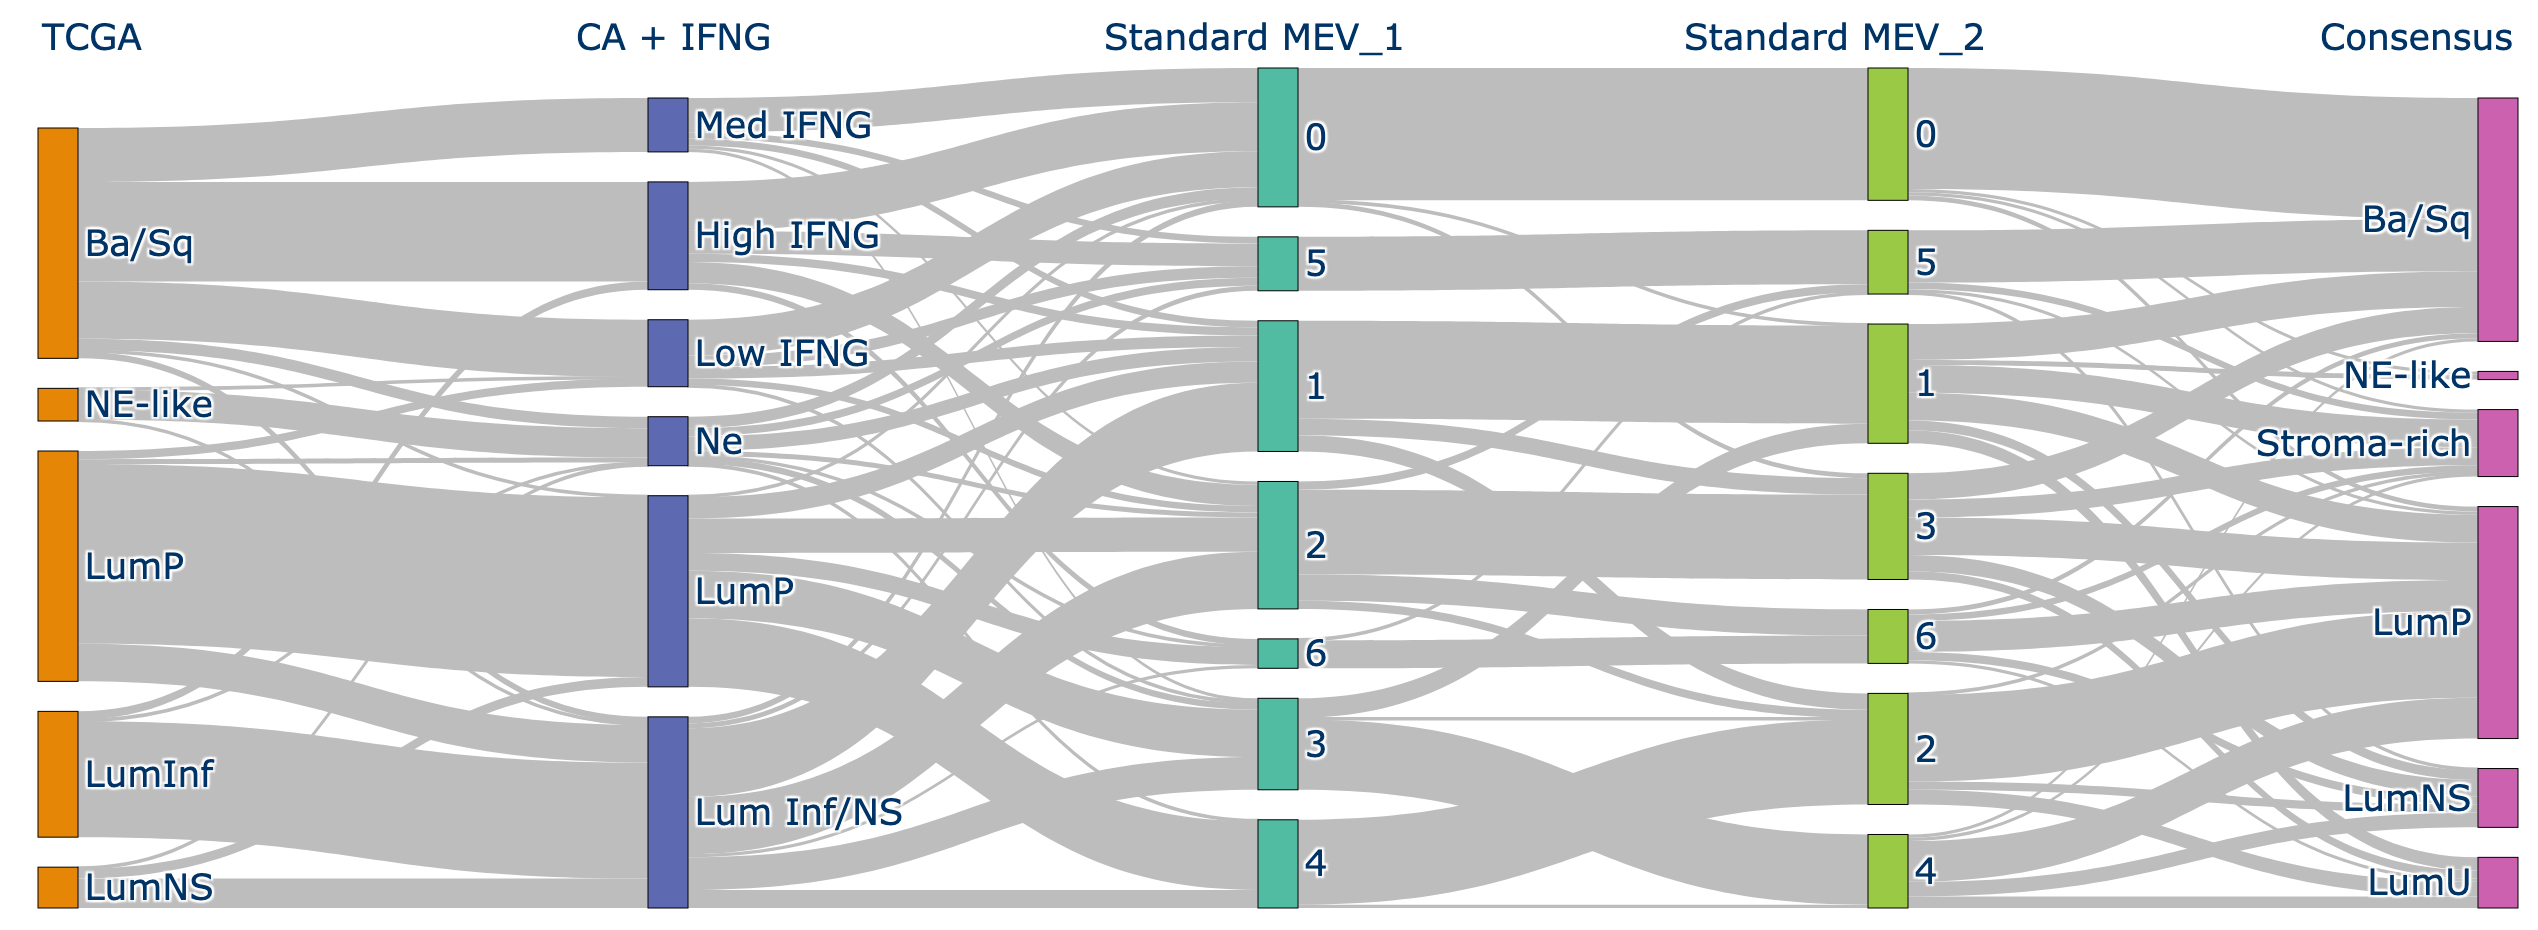 TCGA
CA + IFNG
Standard MEV_1
Standard MEV_2
Consensus
Ba/Sq
NE-like
LumP
LumInf
LumNS
Med IFNG
High IFNG
Low IFNG
Ne
LumP
Lum Inf/NS
0
5
1
2
6
3
4
0
5
1
3
6
2
4
Ba/Sq
NE-like
Stroma-rich
LumP
LumNS
LumU